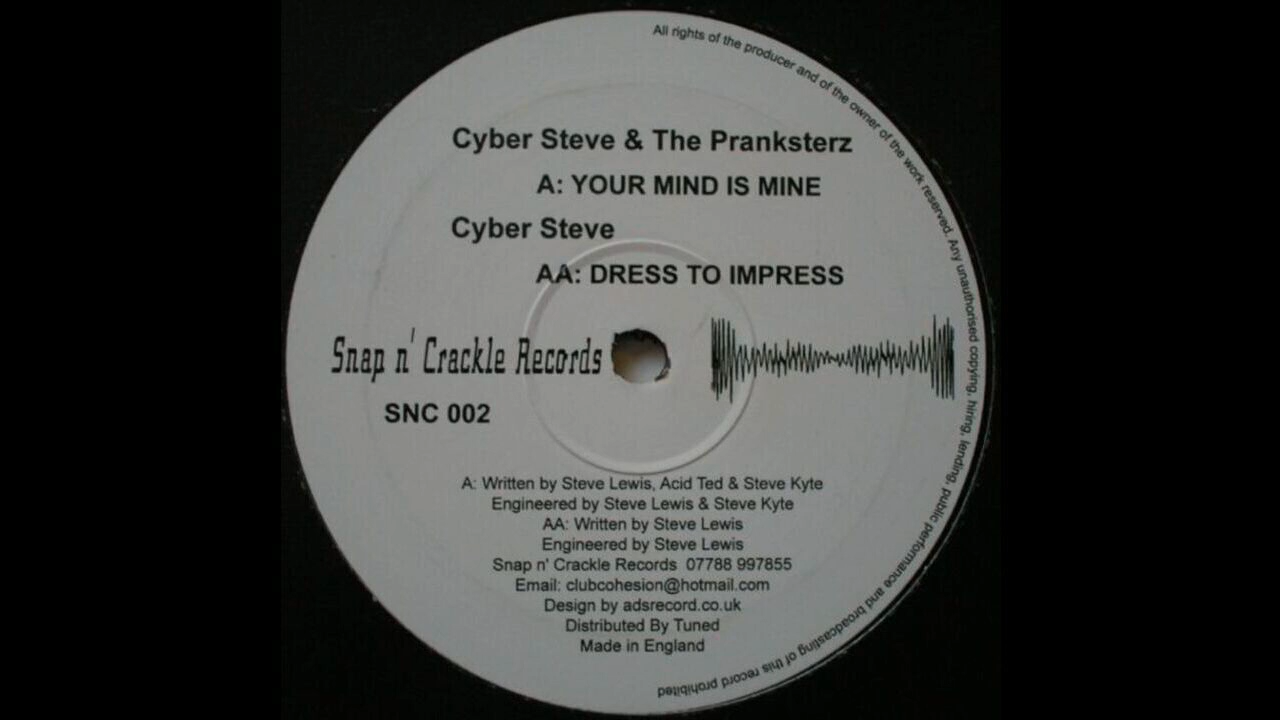 All rights of the producer and of the owner of the work reserved. Any unauthorised copying, hiring, lending, public performance and broadcasting of this record prohibited
Cyber Steve & The Pranksterz
A: YOUR MIND IS MINE
Cyber Steve
AA: DRESS TO IMPRESS
Snap n' Crackle Records
SNC 002
A: Written by Steve Lewis, Acid Ted & Steve Kyte
Engineered by Steve Lewis & Steve Kyte
AA: Written by Steve Lewis
Engineered by Steve Lewis
Snap n' Crackle Records 07788 997855
Email: clubcohesion@hotmail.com
Design by adsrecord.co.uk
Distributed By Tuned
Made in England